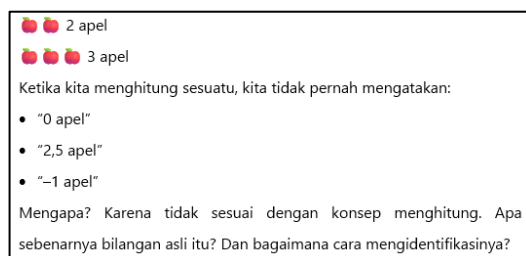 2 apel
3 apel
Ketika kita menghitung sesuatu, kita tidak pernah mengatakan:
• “0 apel”
• “2,5 apel”
• “–1 apel”
Mengapa? Karena tidak sesuai dengan konsep menghitung. Apa
sebenarnya bilangan asli itu? Dan bagaimana cara mengidentifikasinya?